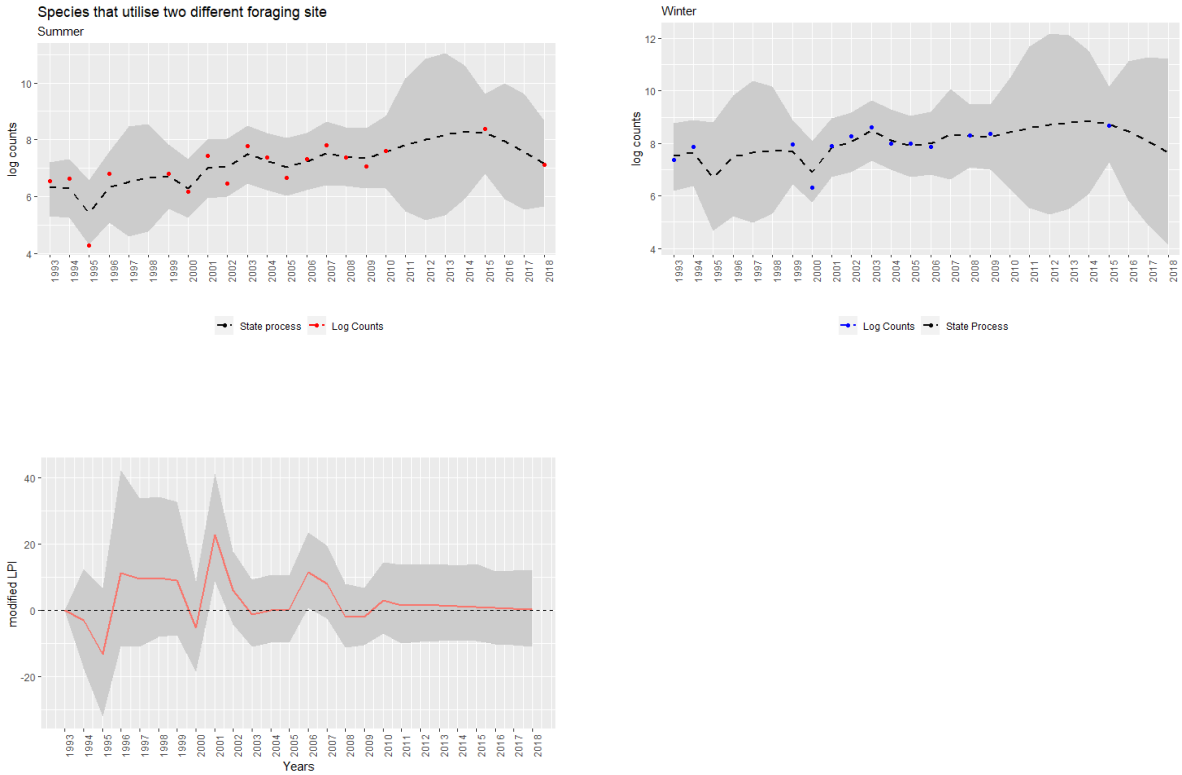 Species that utilise two different foraging site
Summer
log counts
10
8
6
4
1993 1994 1995 1996 1997 1998 1999 2000 2001 2002 2003 2004 2005 2006 2007 2008 2009 2010 2011 2012 2013 2014 2015 2016 2017 2018
State process Log Counts
Winter
log counts
12
10
8
6
4
1993 1994 1995 1996 1997 1998 1999 2000 2001 2002 2003 2004 2005 2006 2007 2008 2009 2010 2011 2012 2013 2014 2015 2016 2017 2018
Log Counts State Process
modified LPI
40
20
0
-20
1993 1994 1995 1996 1997 1998 1999 2000 2001 2002 2003 2004 2005 2006 2007 2008 2009 2010 2011 2012 2013 2014 2015 2016 2017 2018
Years